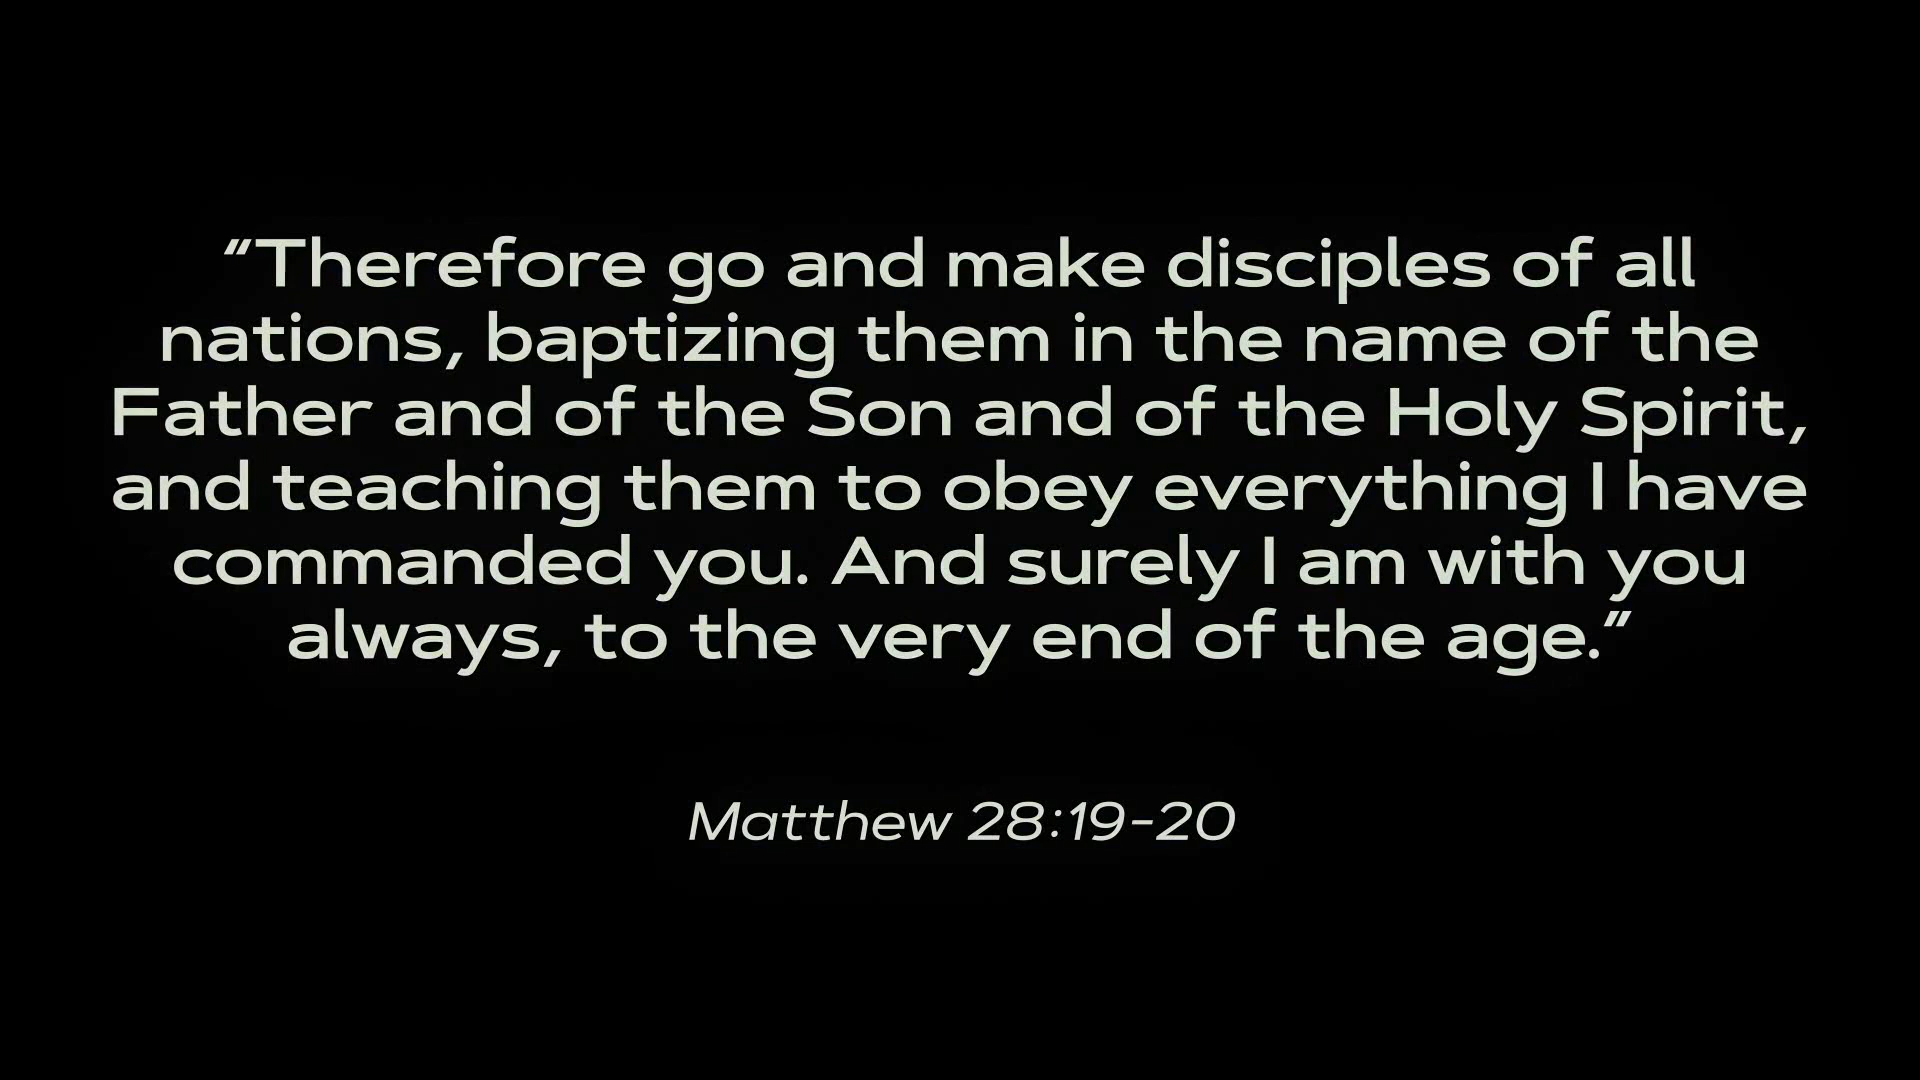 “Therefore go and make disciples of all
nations, baptizing them in the name of the
Father and of the Son and of the Holy Spirit,
and teaching them to obey everything I have
commanded you. And surely I am with you
always, to the very end of the age.”
Matthew 28:19-20